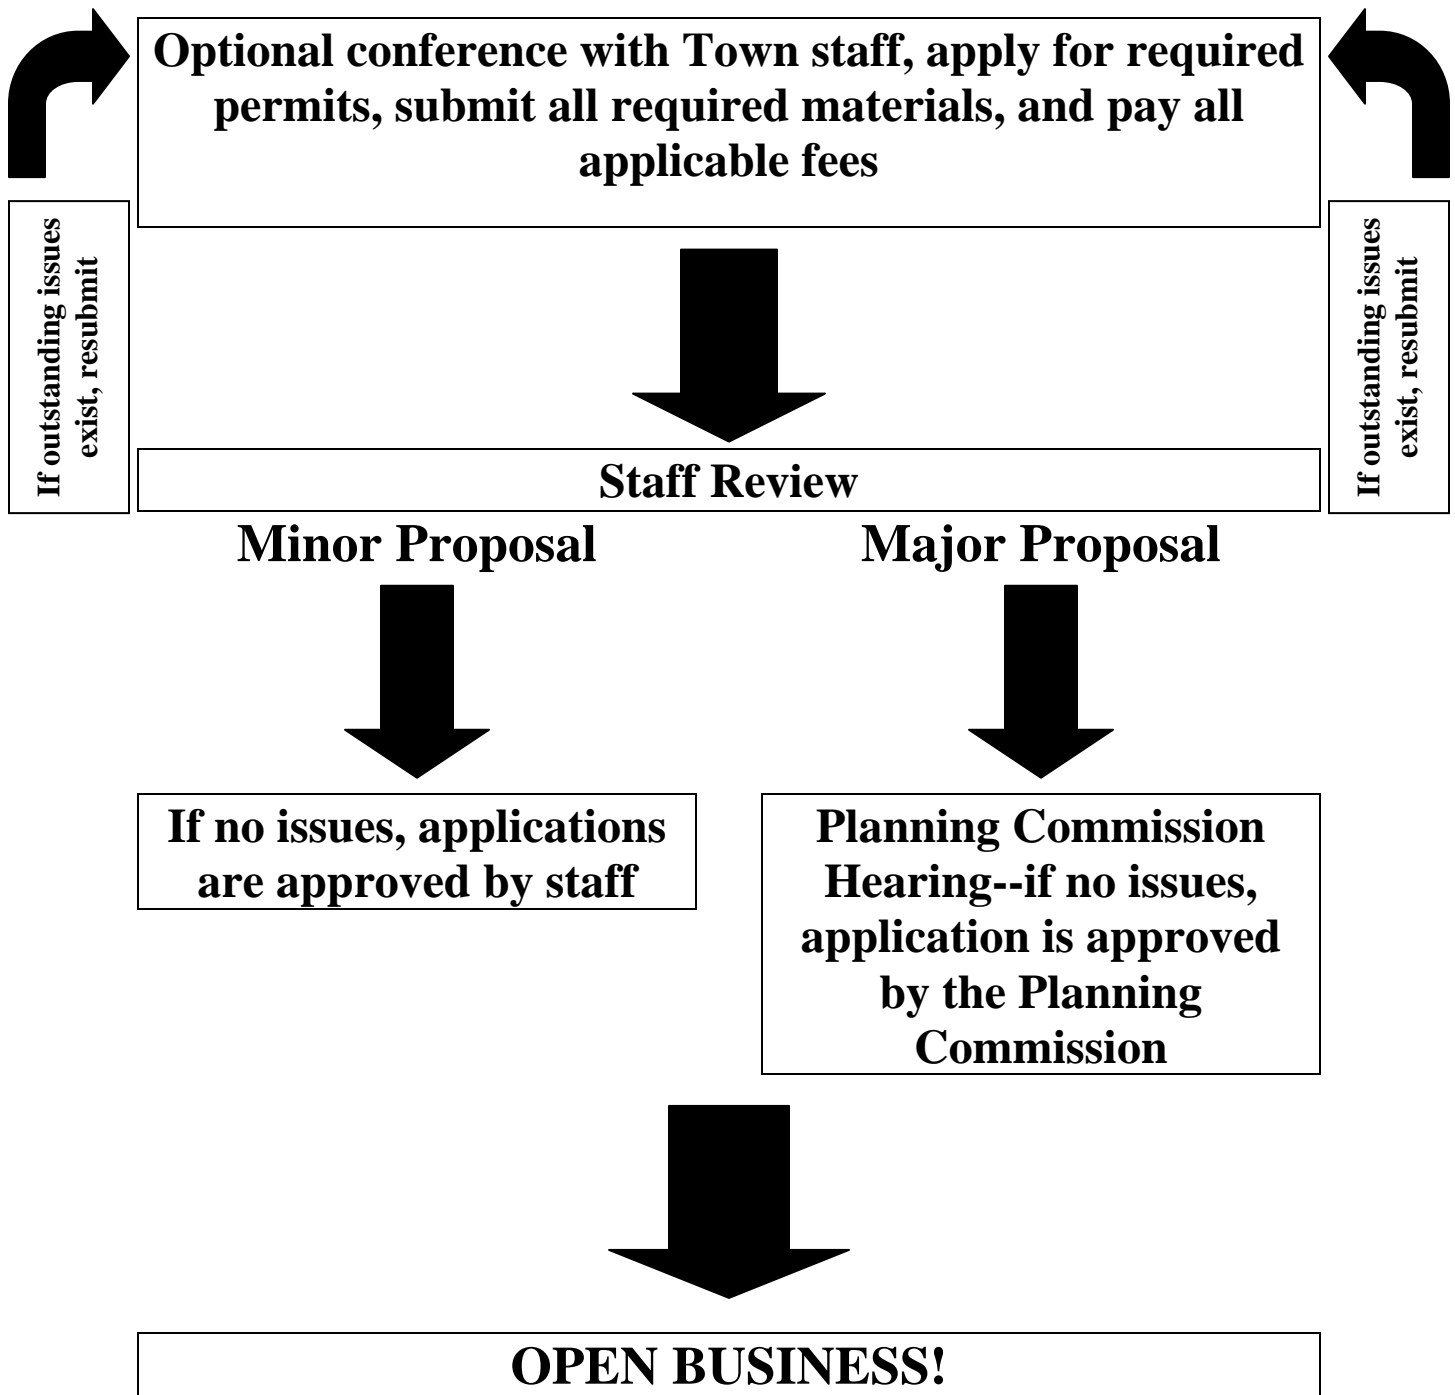 Optional conference with Town staff, apply for required
permits, submit all required materials, and pay all
applicable fees
If outstanding issues
exist, resubmit
If outstanding issues
exist, resubmit
Staff Review
Minor Proposal
Major Proposal
If no issues, applications
are approved by staff
Planning Commission
Hearing--if no issues,
application is approved
by the Planning
Commission
OPEN BUSINESS!